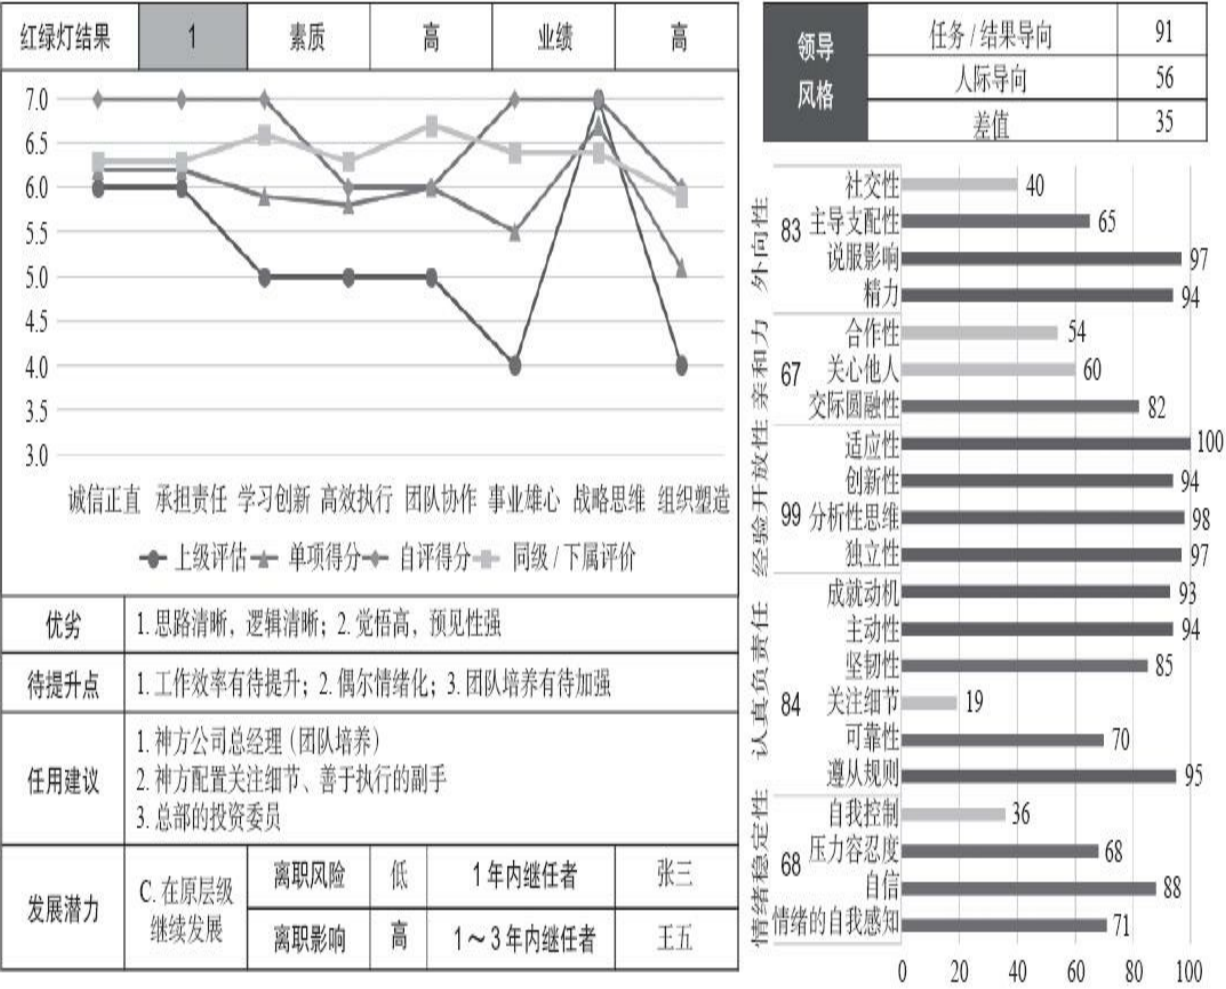 红绿灯结果 1 素质 高 业绩 高
7.0
6.5
6.0
5.5
5.0
4.5
4.0
3.5
3.0
诚信正直 承担责任 学习创新 高效执行 团队协作 事业雄心 战略思维 组织塑造
上级评估 单项得分 自评得分 同级/下属评价
优劣 1. 思路清晰，逻辑清晰；2. 觉悟高，预见性强
待提升点 1. 工作效率有待提升；2. 偶尔情绪化；3. 团队培养有待加强
任用建议
1. 神方公司总经理（团队培养）
2. 神方配置关注细节、善于执行的副手
3. 总部的投资委员
发展潜力
C. 在原层级
继续发展
离职风险 低 1年内继任者 张三
离职影响 高 1～3年内继任者 王五
领导
风格
任务/结果导向 91
人际导向 56
差值 35
外向性 83
社交性 40
主导支配性 65
说服影响 97
精力 94
亲和力 67
合作性 54
关心他人 60
交际圆融性 82
经验开放性 99
适应性 100
创新性 94
分析性思维 98
独立性 97
认真负责任 84
成就动机 93
主动性 94
坚韧性 85
关注细节 19
可靠性 70
遵从规则 95
情绪稳定性 68
自我控制 36
压力容忍度 68
自信 88
情绪的自我感知 71
0 20 40 60 80 100